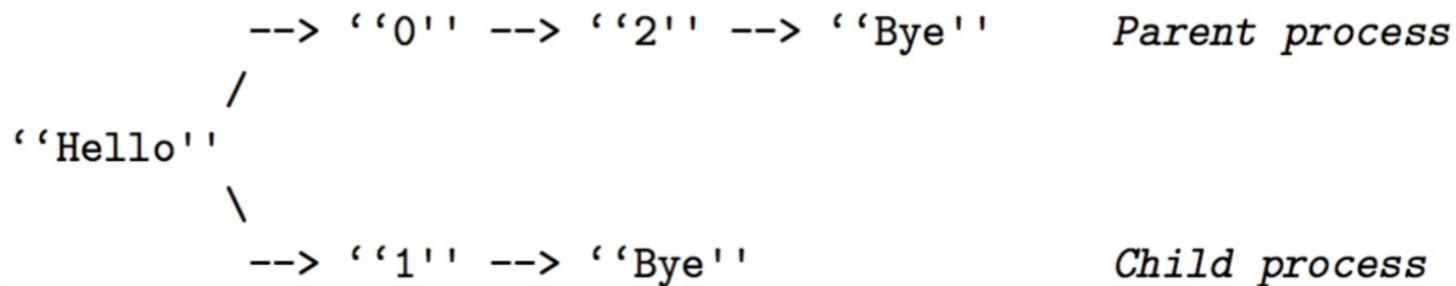 --> ‘‘0'' --> ‘‘2'' --> ‘‘Bye'' Parent process
/
‘‘Hello''
\
--> ‘‘1'' --> ‘‘Bye'' Child process